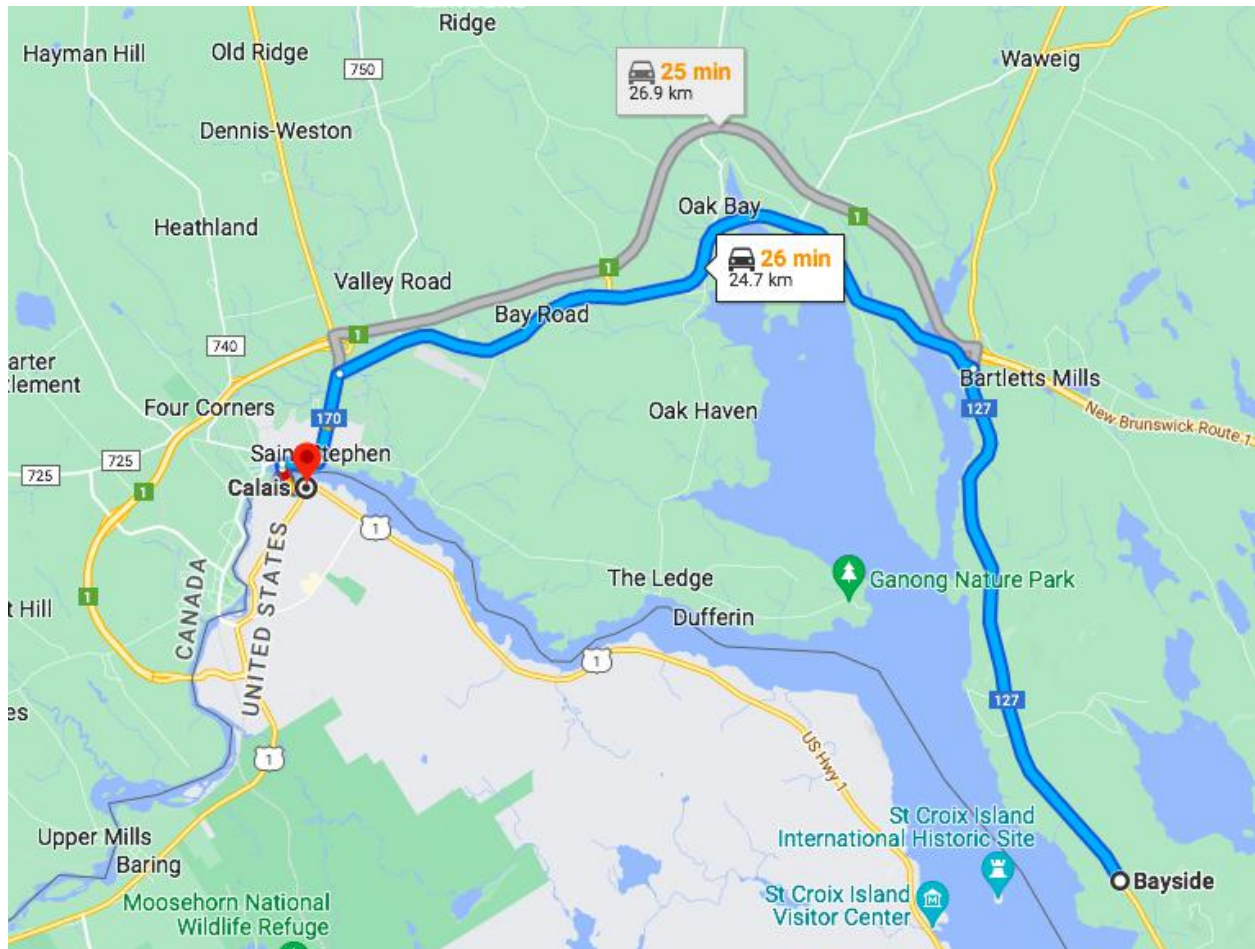 Ridge
Hayman Hill
Old Ridge
750
25 min
26.9 km
Waweig
Dennis-Weston
Oak Bay
1
Heathland
26 min
24.7 km
1
Valley Road
Bay Road
1
740
arter
tlement
Bartletts Mills
Four Corners
170
Oak Haven
127
New Brunswick Route 1
725
725
Saint Stephen
1
Calais
1
CANADA
UNITED STATES
The Ledge
Ganong Nature Park
Dufferin
1
t Hill
1
127
es
1
US Hwy 1
St Croix Island
International Historic Site
Upper Mills
Baring
Bayside
Moosehorn National
Wildlife Refuge
St Croix Island
Visitor Center